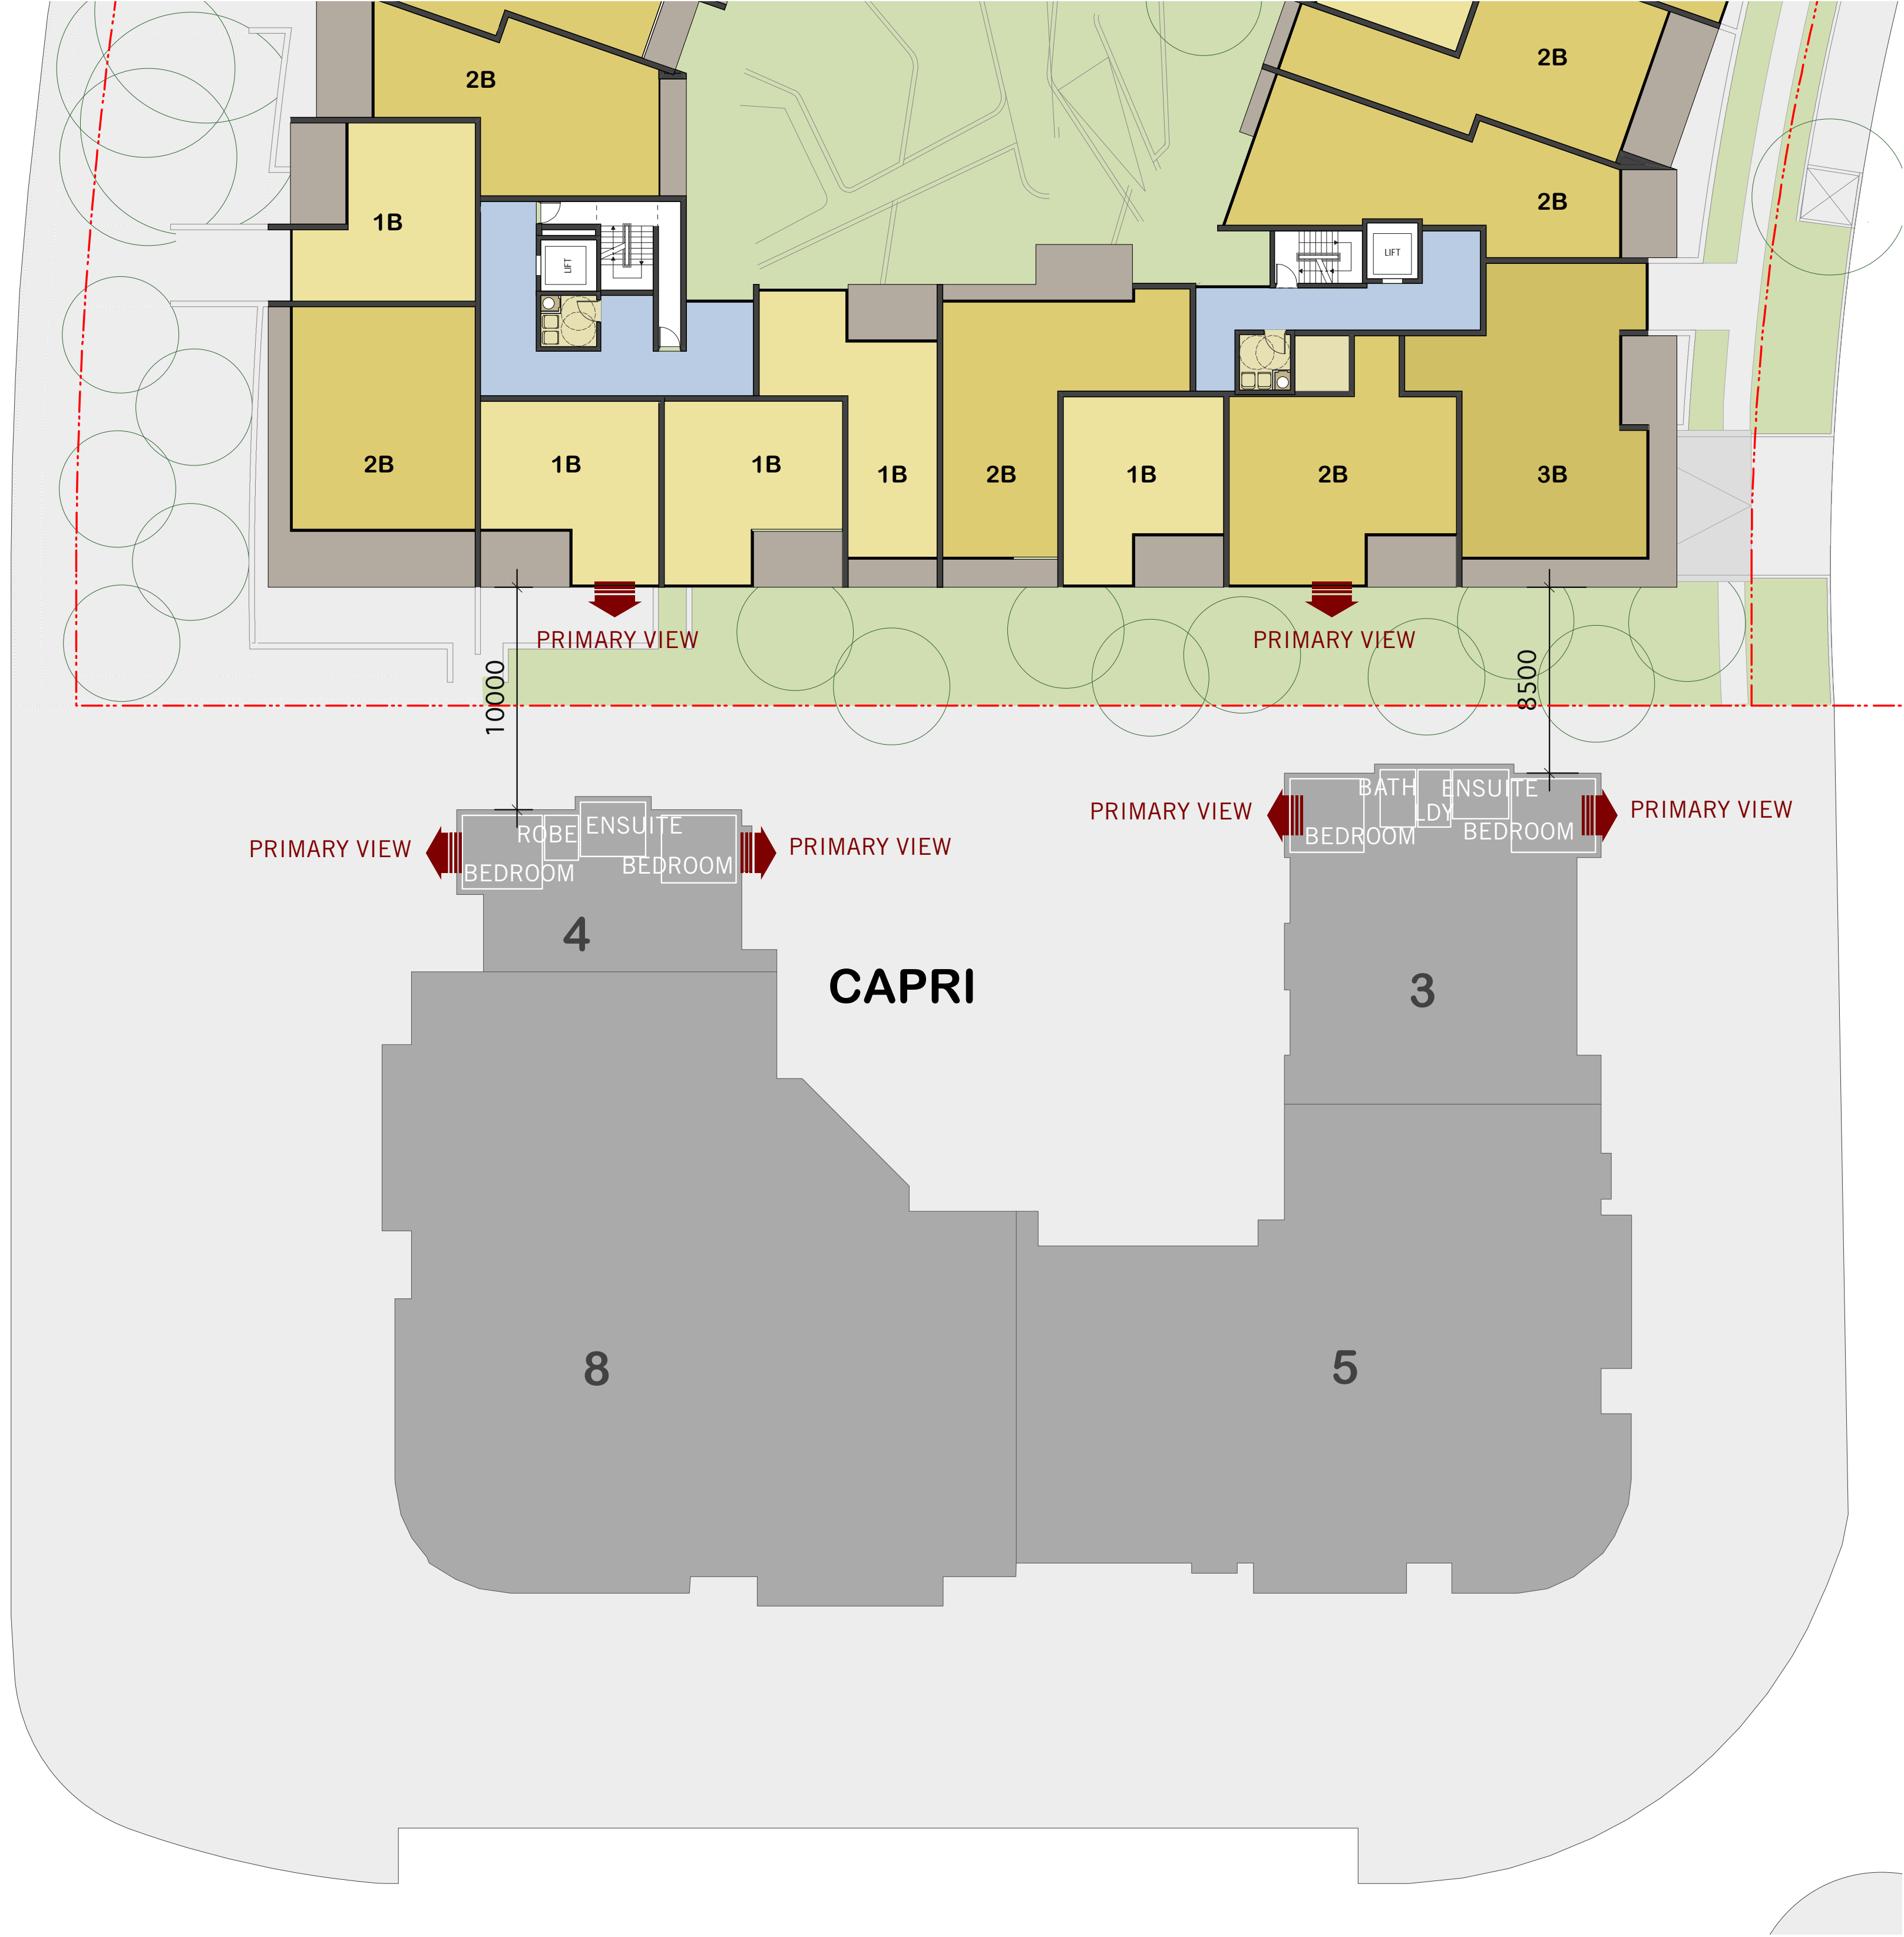 2B
2B
1B
2B
LIFT
LIFT
2B
1B
1B
1B
2B
1B
2B
3B
PRIMARY VIEW
PRIMARY VIEW
10000
8500
BATH
ENSUITE
LDY
PRIMARY VIEW
PRIMARY VIEW
BEDROOM
BEDROOM
ENSUITE
ROBE
PRIMARY VIEW
PRIMARY VIEW
BEDROOM
BEDROOM
4
CAPRI
3
8
5